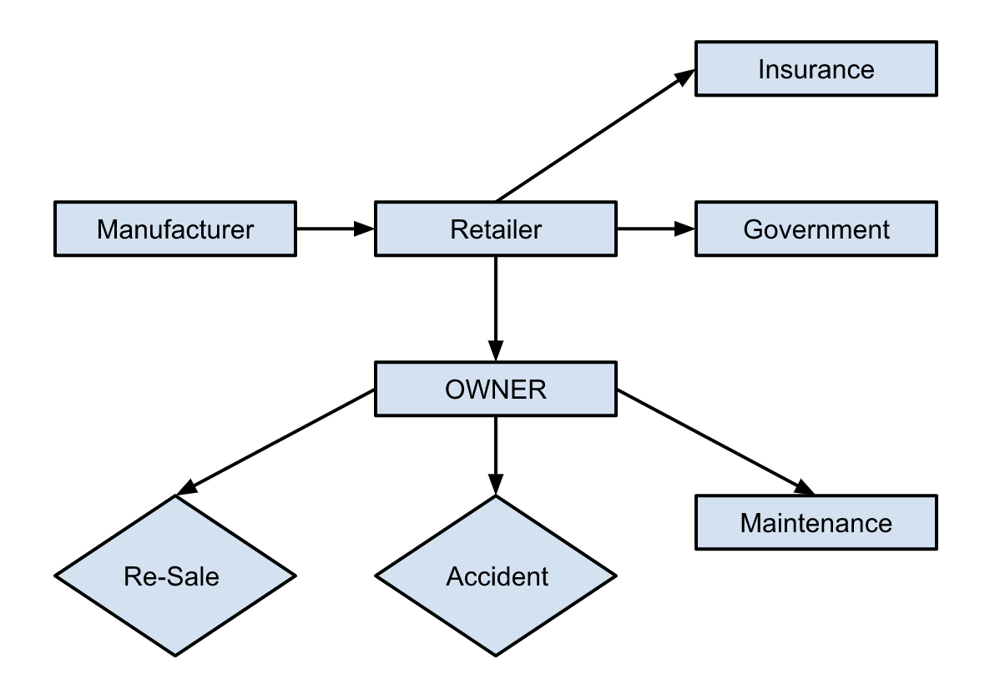 Insurance
Manufacturer
Retailer
Government
OWNER
Maintenance
Re-Sale
Accident